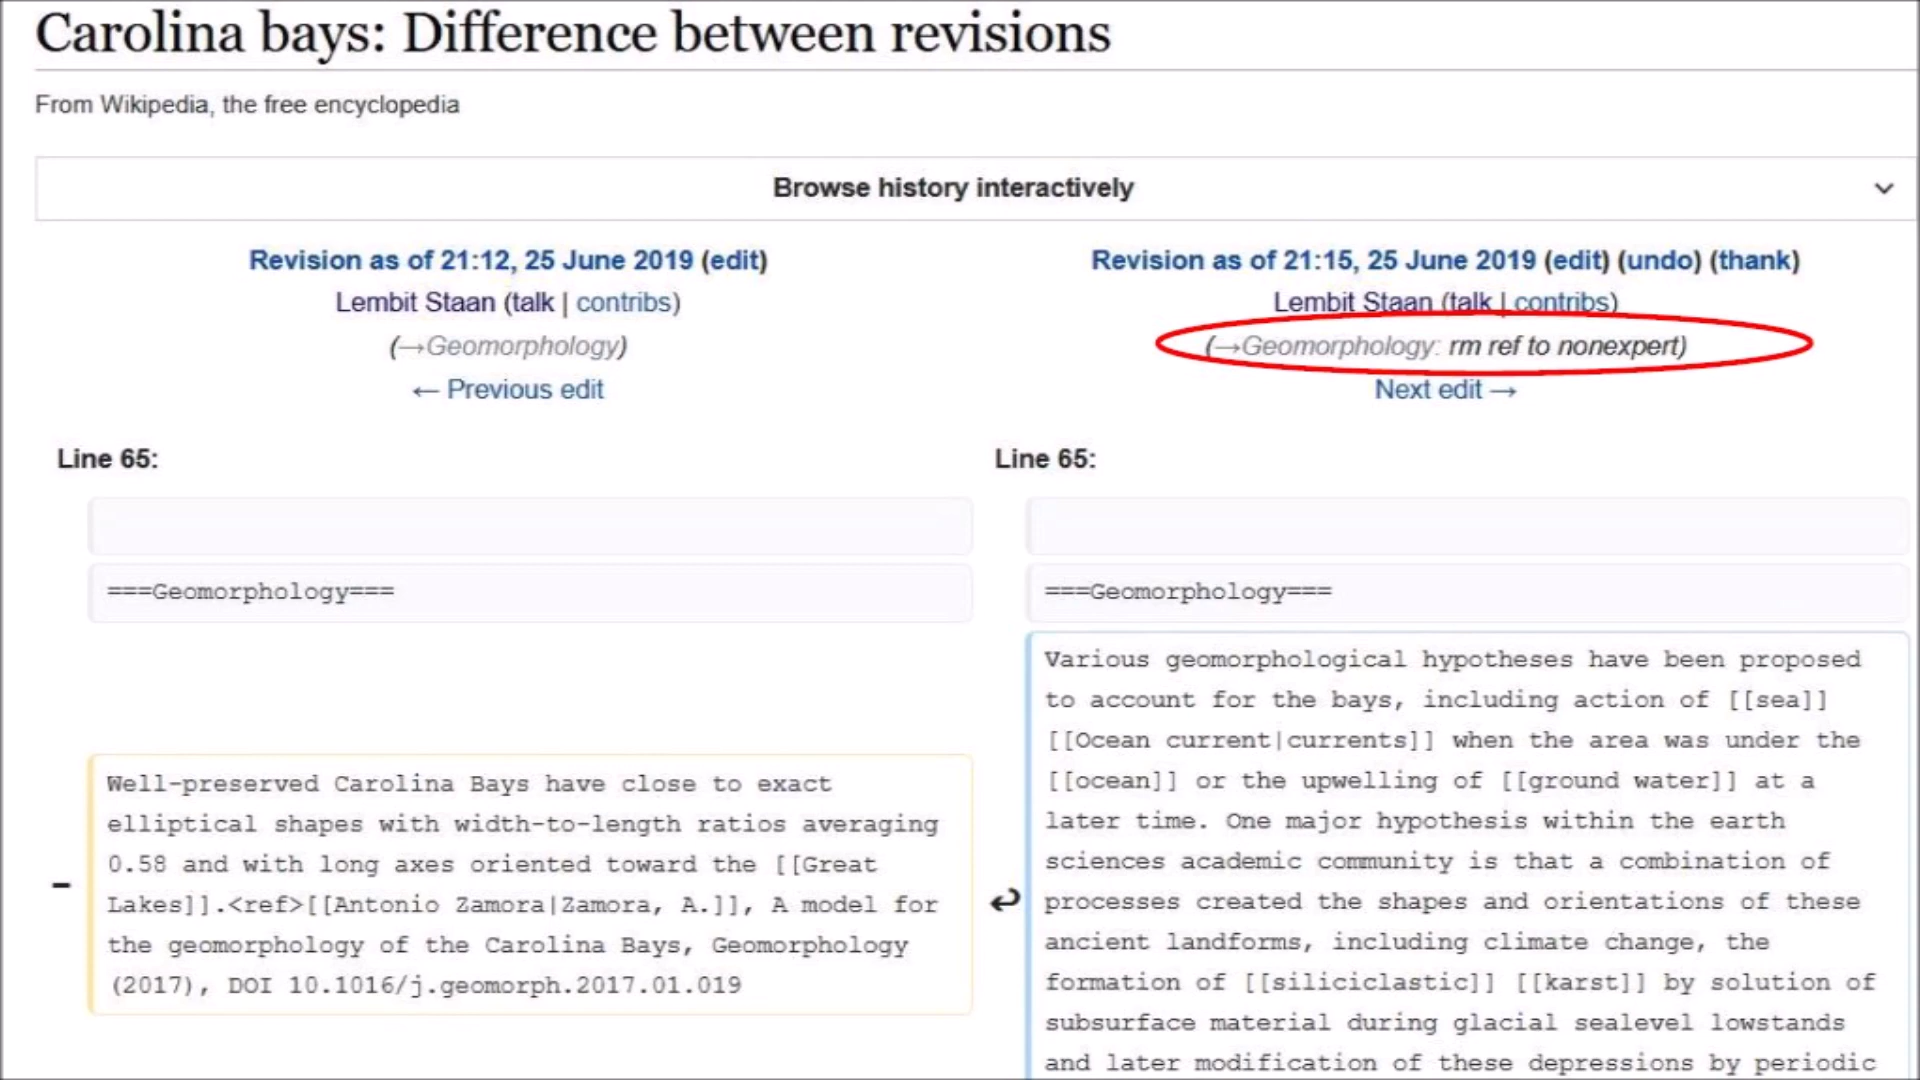 Carolina bays: Difference between revisions
From Wikipedia, the free encyclopedia
Browse history interactively
Revision as of 21:12, 25 June 2019 (edit)
Lembit Staan (talk | contribs)
(→Geomorphology)
← Previous edit
Revision as of 21:15, 25 June 2019 (edit) (undo) (thank)
Lembit Staan (talk | contribs)
(→Geomorphology: rm ref to nonexpert)
Next edit →
Line 65:
===Geomorphology===
Well-preserved Carolina Bays have close to exact
elliptical shapes with width-to-length ratios averaging
0.58 and with long axes oriented toward the [[Great
Lakes]].<ref>[[Antonio Zamora|Zamora, A.]], A model for
the geomorphology of the Carolina Bays, Geomorphology
(2017), DOI 10.1016/j.geomorph.2017.01.019
Line 65:
===Geomorphology===
Various geomorphological hypotheses have been proposed
to account for the bays, including action of [[sea]]
[[Ocean current|currents]] when the area was under the
[[ocean]] or the upwelling of [[ground water]] at a
later time. One major hypothesis within the earth
sciences academic community is that a combination of
processes created the shapes and orientations of these
ancient landforms, including climate change, the
formation of [[siliciclastic]] [[karst]] by solution of
subsurface material during glacial sealevel lowstands
and later modification of these depressions by periodic